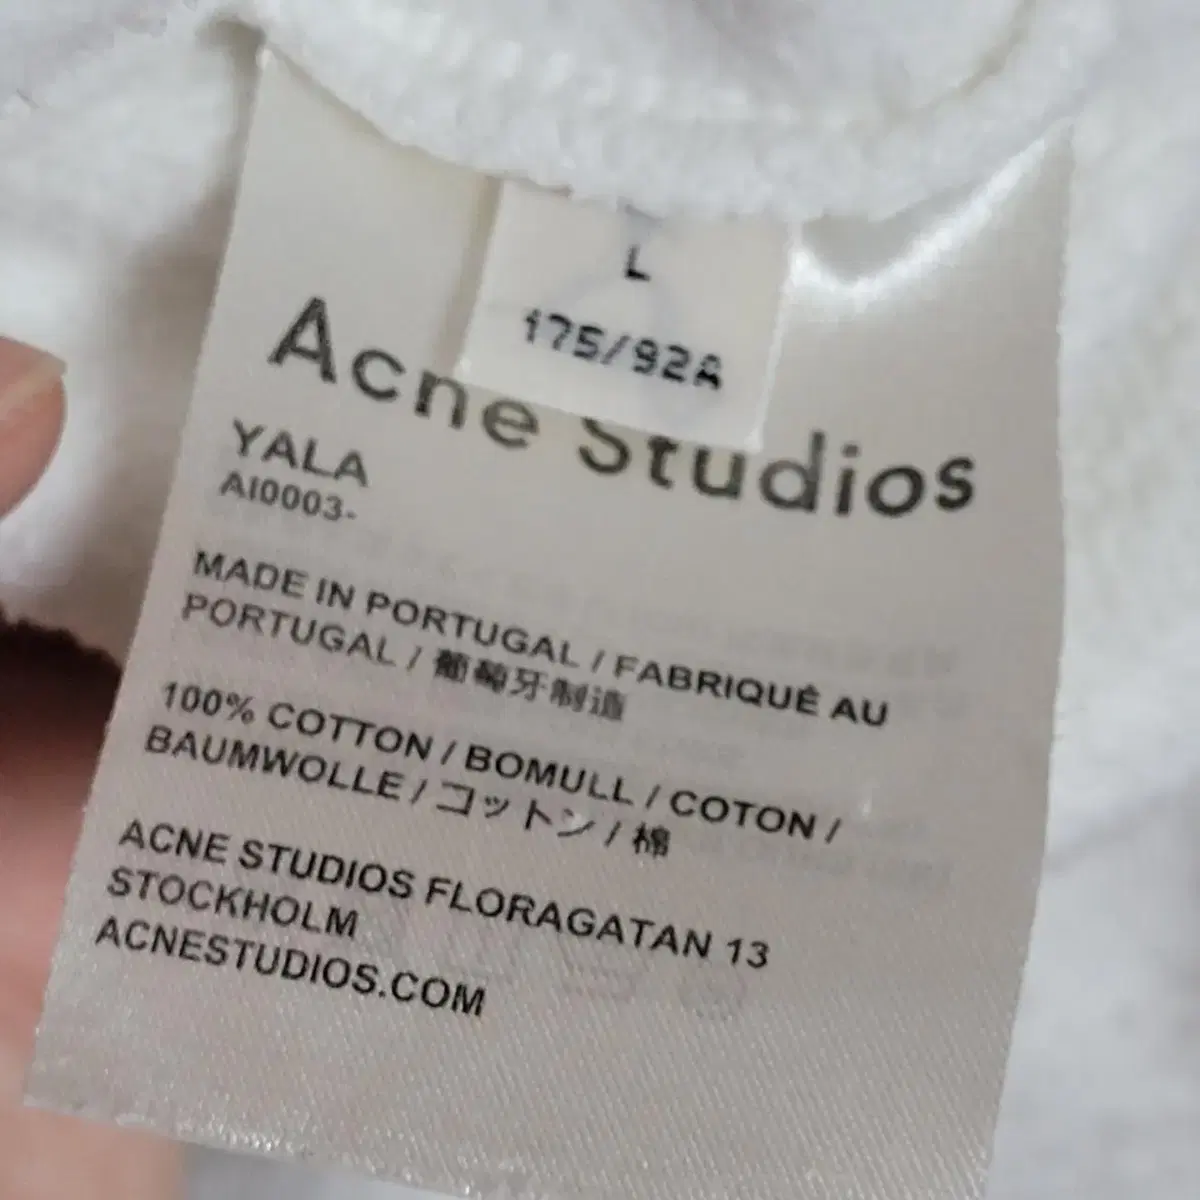 L
175/92A
Acne Studios
YALA
AI0003-
MADE IN PORTUGAL / FABRIQUÉ AU
PORTUGAL / 葡萄牙制造
100% COTTON / BOMULL / COTON /
BAUMWOLLE / コットン / 棉
ACNE STUDIOS FLORAGATAN 13
STOCKHOLM
ACNESTUDIOS.COM